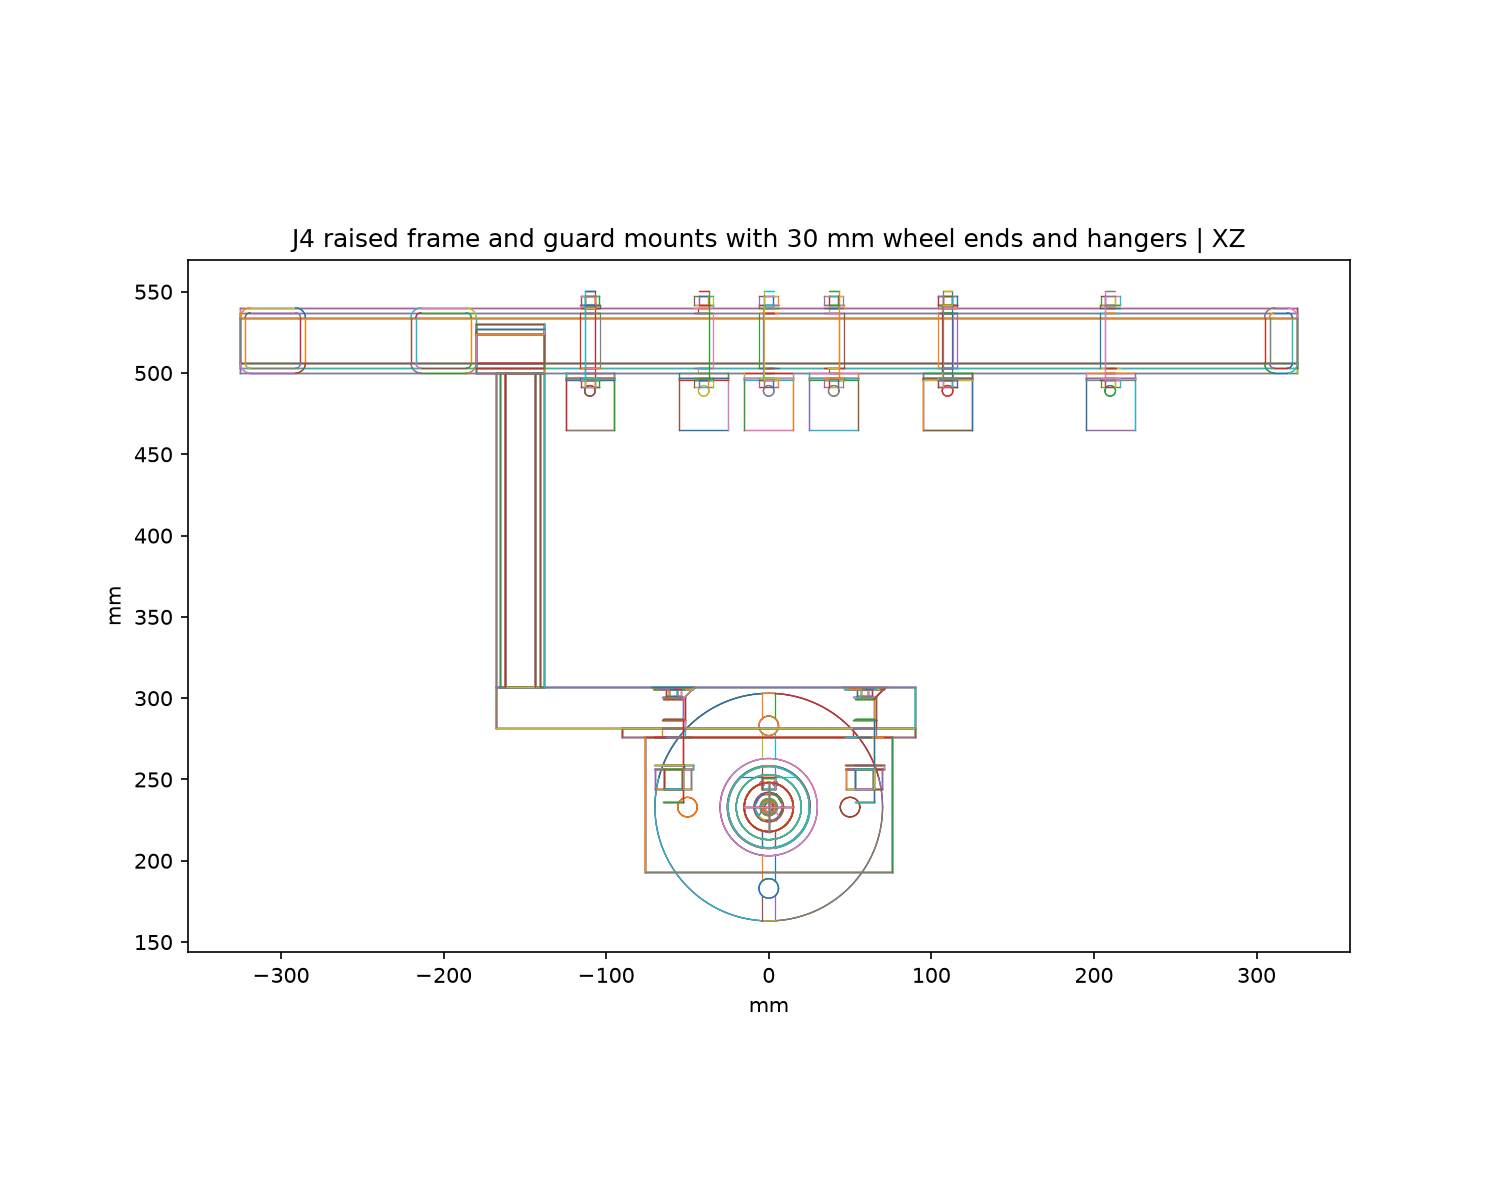 J4 raised frame and guard mounts with 30 mm wheel ends and hangers | XZ
550
500
450
400
350
300
250
200
150
mm
−300 −200 −100 0 100 200 300
mm